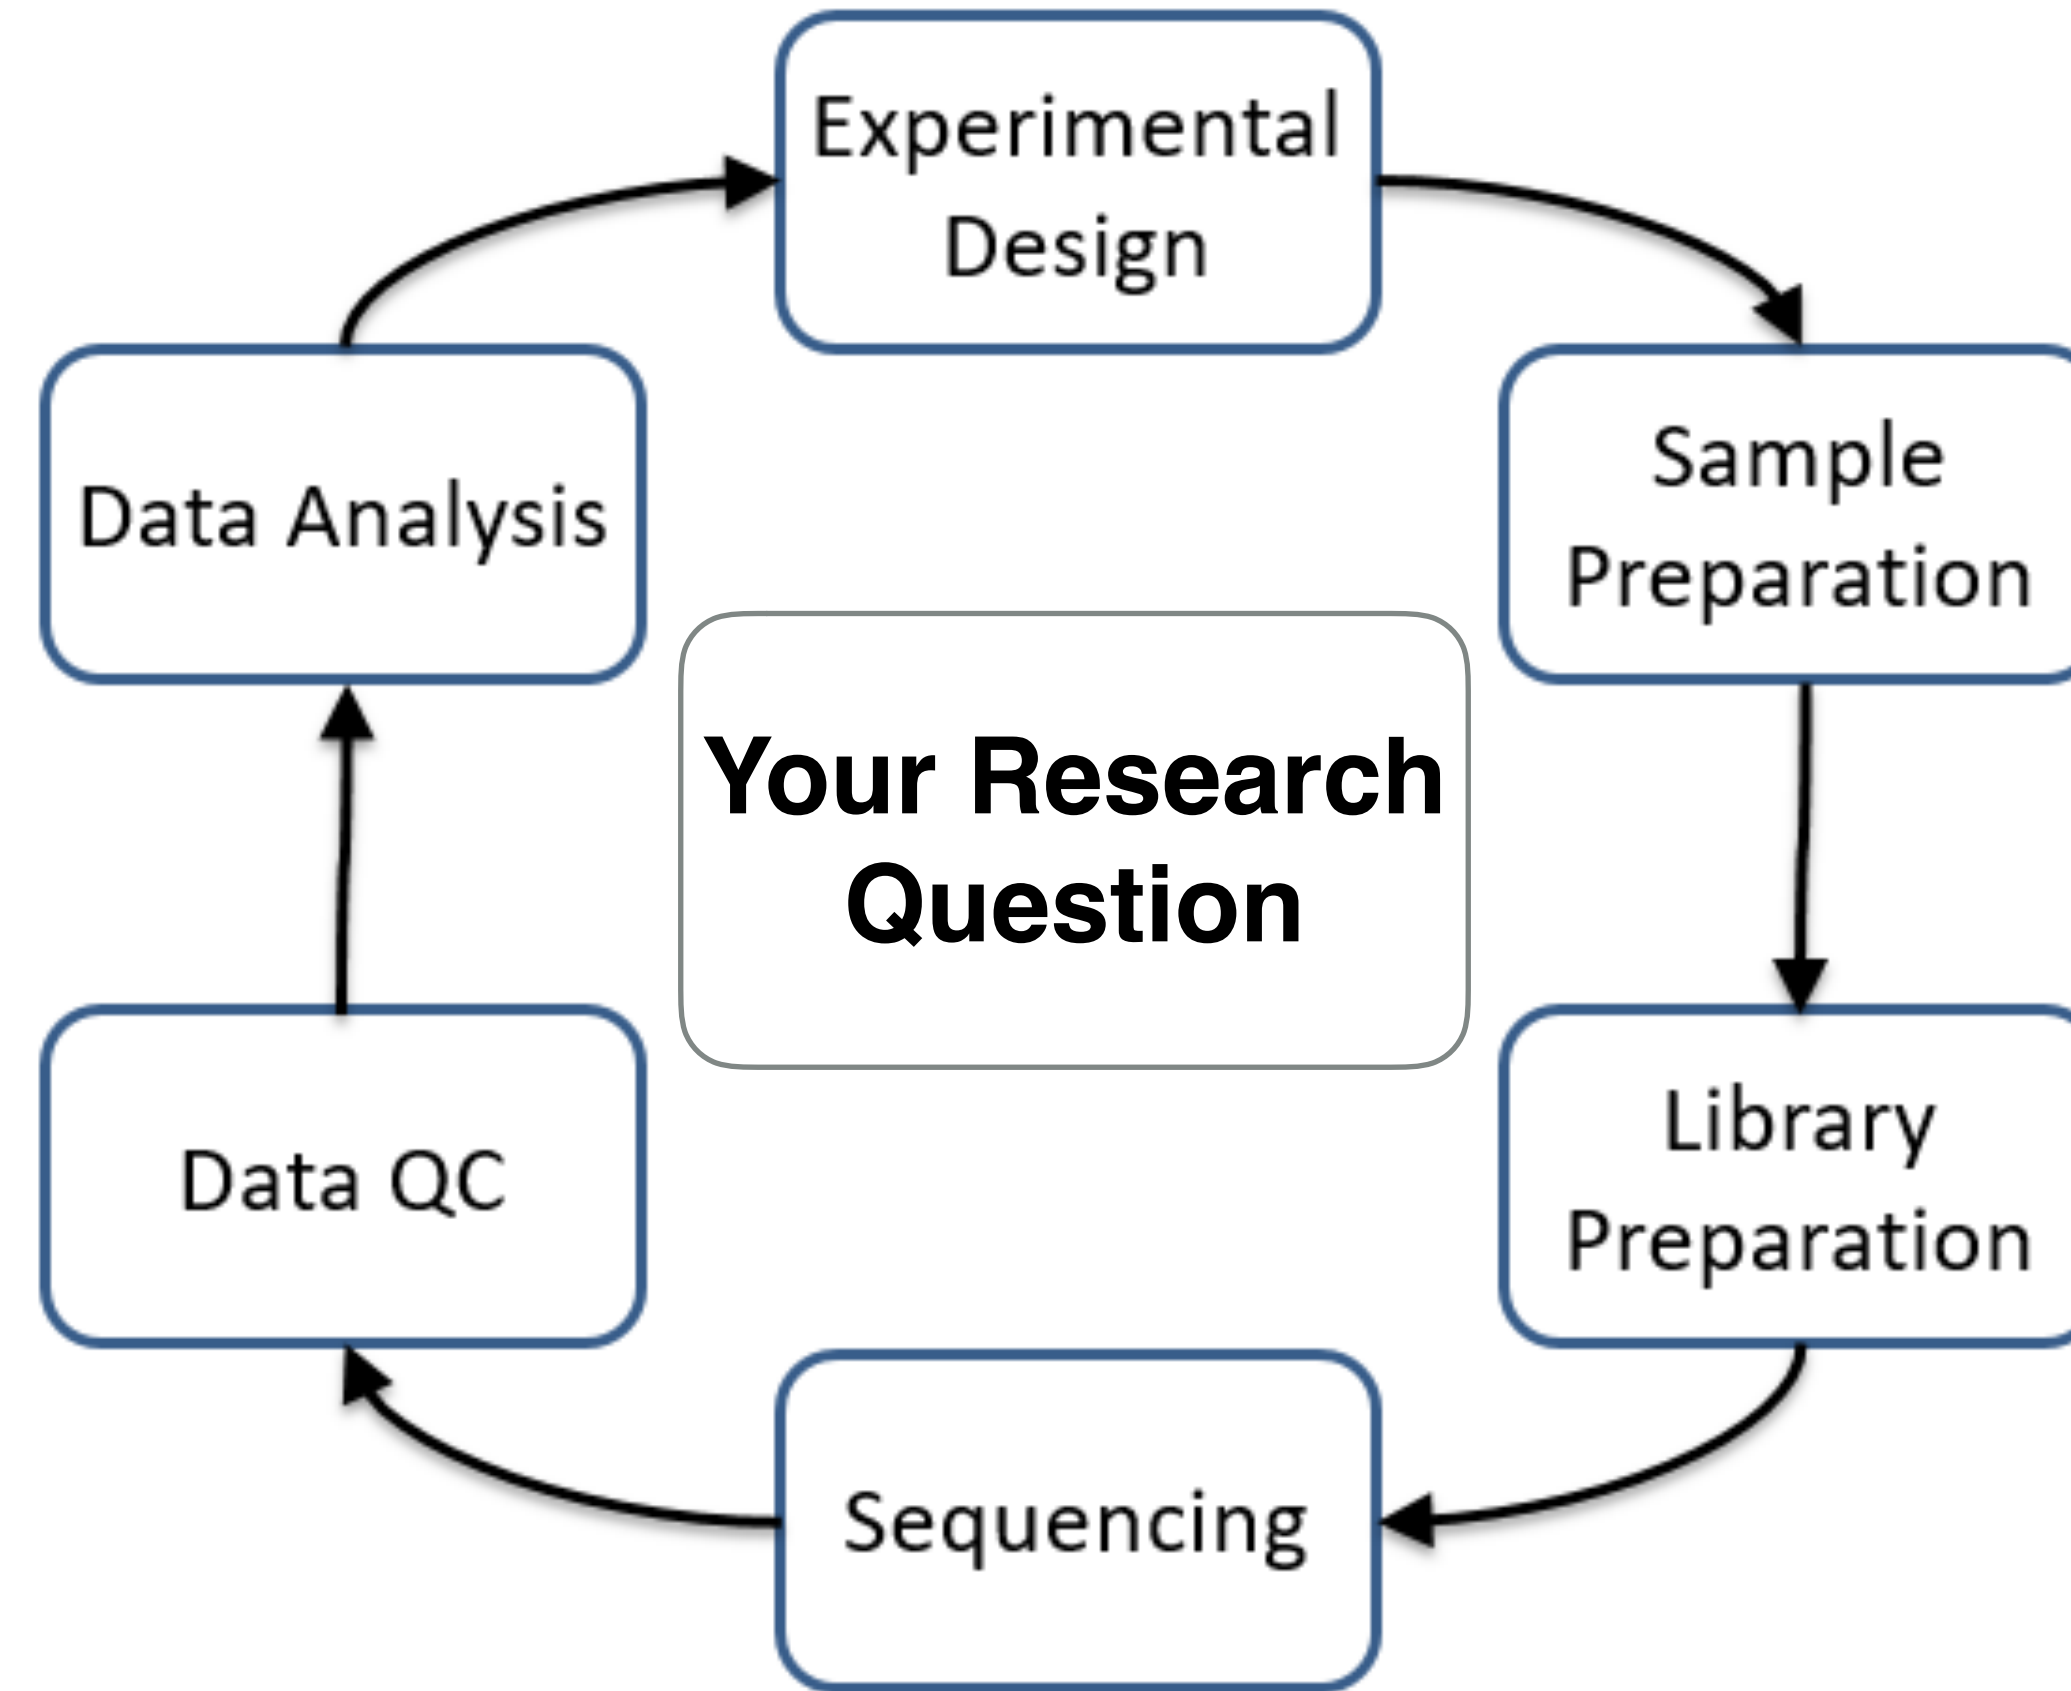 Experimental
Design
Sample
Preparation
Data Analysis
Your Research
Question
Library
Preparation
Data QC
Sequencing